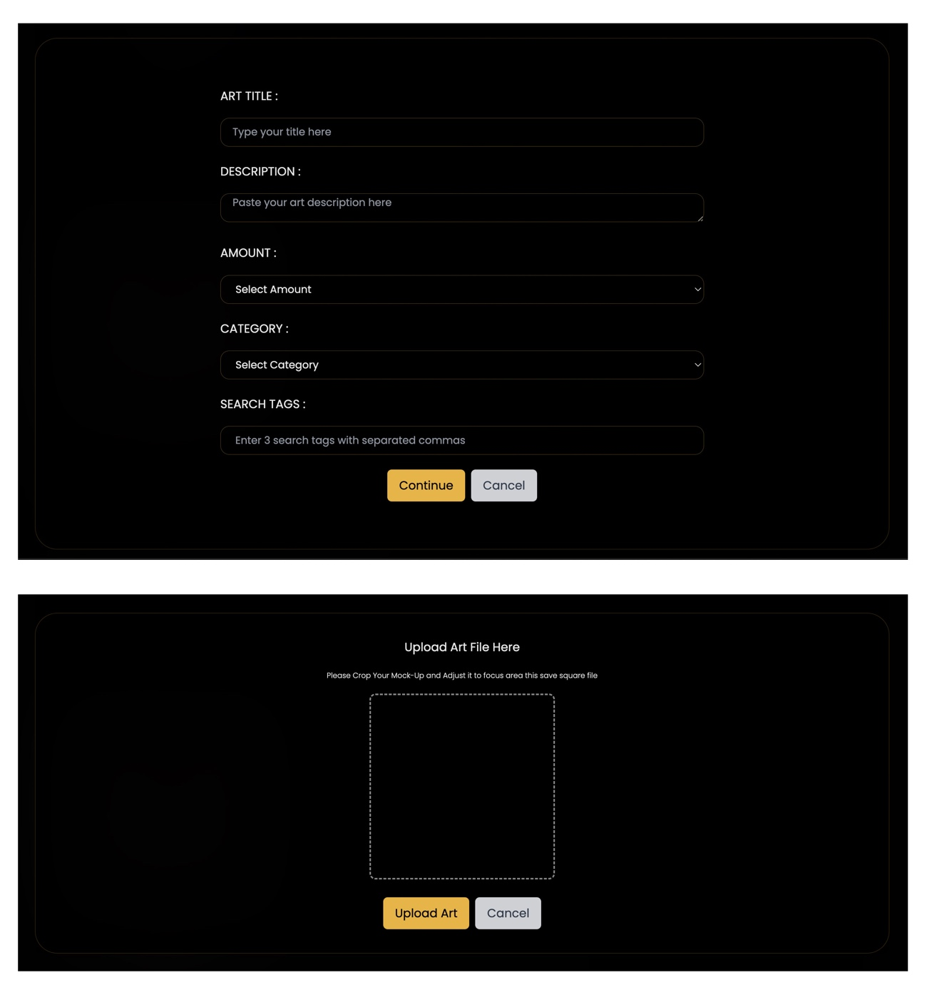 ART TITLE :
Type your title here
DESCRIPTION :
Paste your art description here
AMOUNT :
Select Amount
CATEGORY :
Select Category
SEARCH TAGS :
Enter 3 search tags with separated commas
Continue Cancel
Upload Art File Here
Please Crop Your Mock-Up and Adjust it to focus area this save square file
Upload Art Cancel